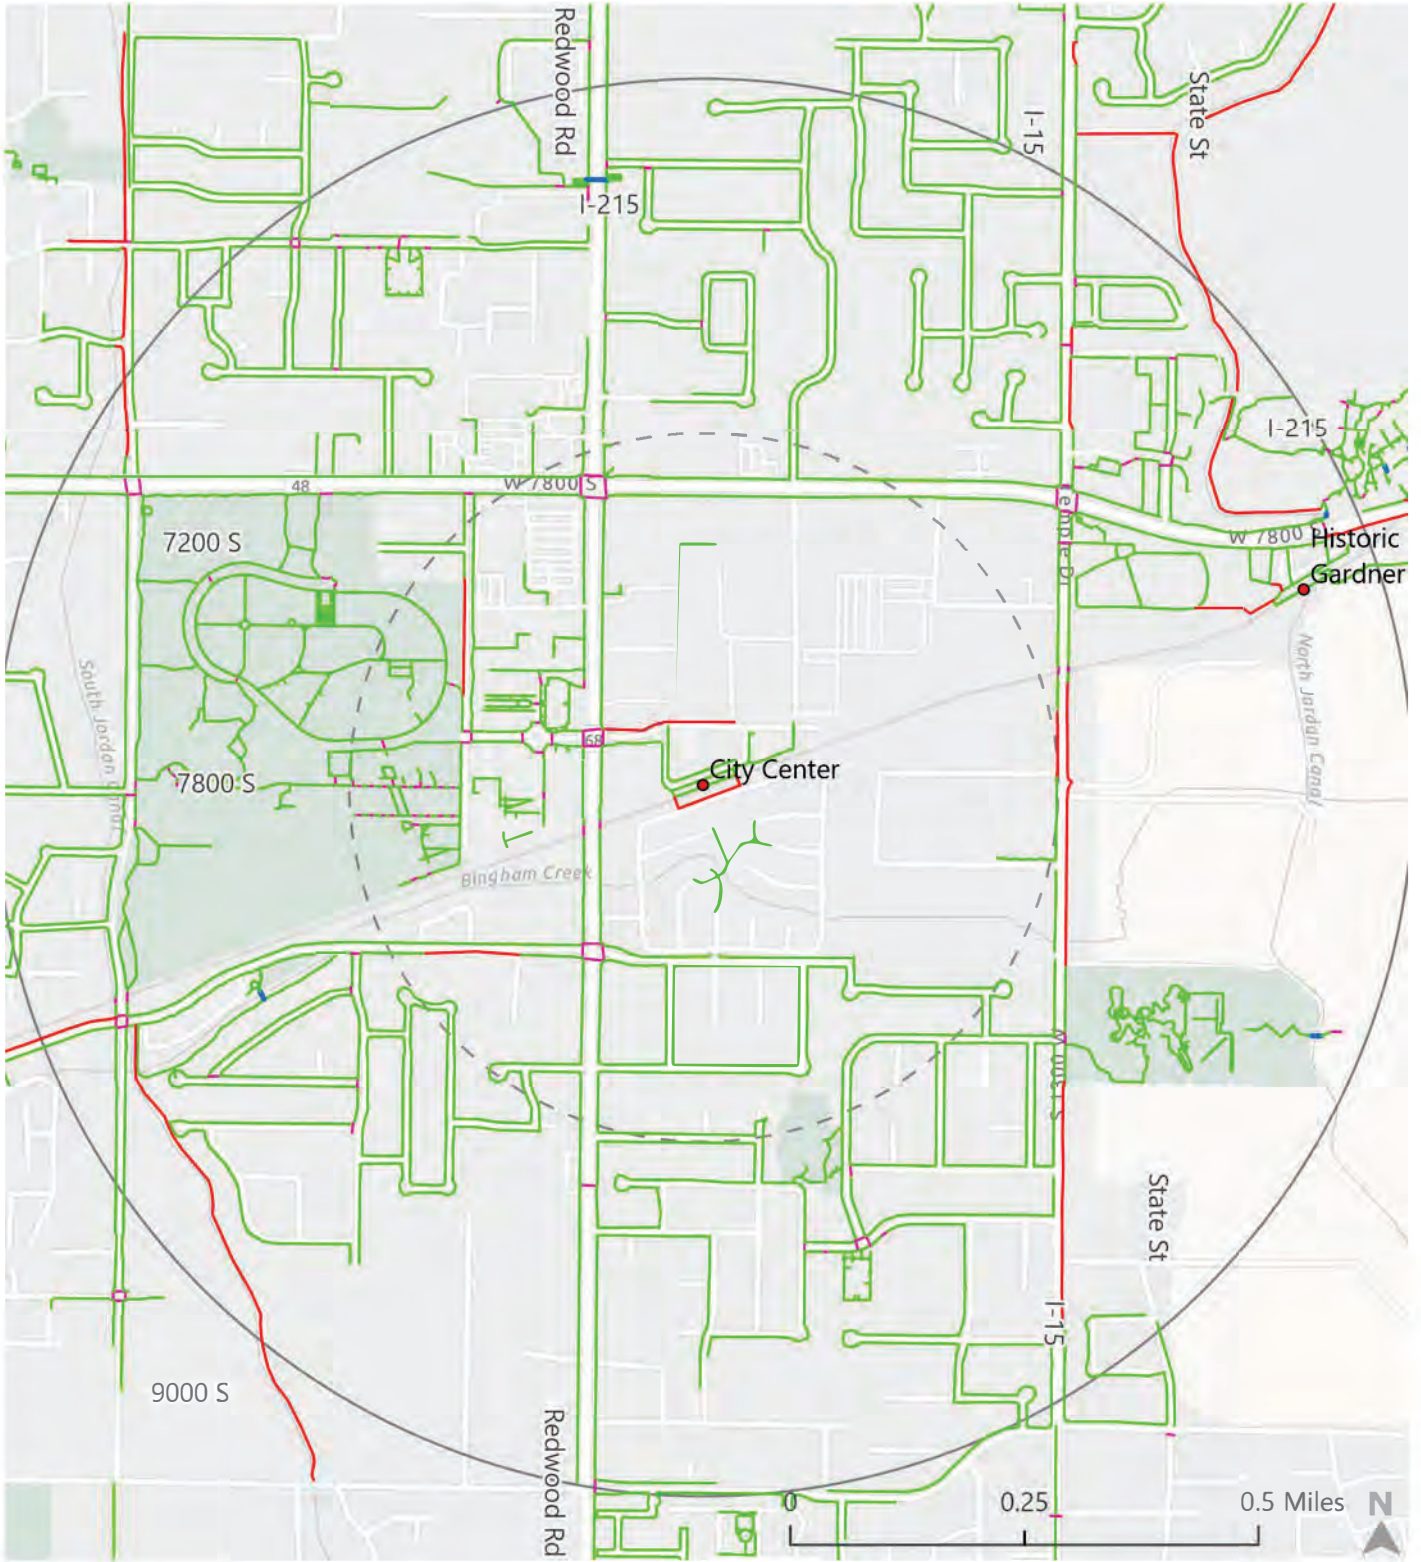 Redwood Rd
State St
I-15
I-215
I-215
48
W 7800 S
W 7800
Historic
Gardner
7200 S
Temple Dr
South Jordan Canal
North Jordan Canal
68
7800 S
City Center
Bingham Creek
1300 W
State St
I-15
9000 S
Redwood Rd
0
0.25
0.5 Miles
N